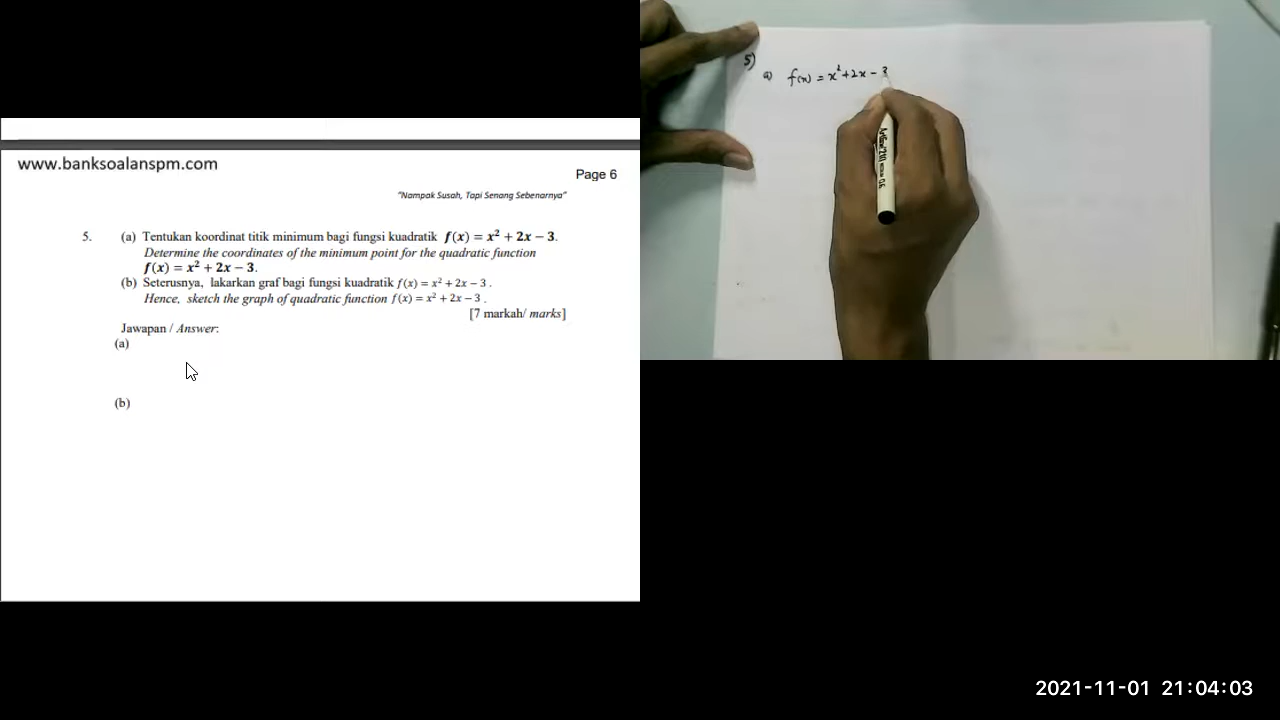 www.banksoalanspm.com
Page 6
"Nampak Susah, Tapi Senang Sebenarnya"
5. (a) Tentukan koordinat titik minimum bagi fungsi kuadratik f(x) = x² + 2x − 3.
Determine the coordinates of the minimum point for the quadratic function
f(x) = x² + 2x − 3.
(b) Seterusnya, lakarkan graf bagi fungsi kuadratik f(x) = x² + 2x − 3 .
Hence, sketch the graph of quadratic function f(x) = x² + 2x − 3 .
[7 markah/ marks]
Jawapan / Answer:
(a)
(b)
5)
a) f(x) = x²+2x − 3
2021-11-01 21:04:03